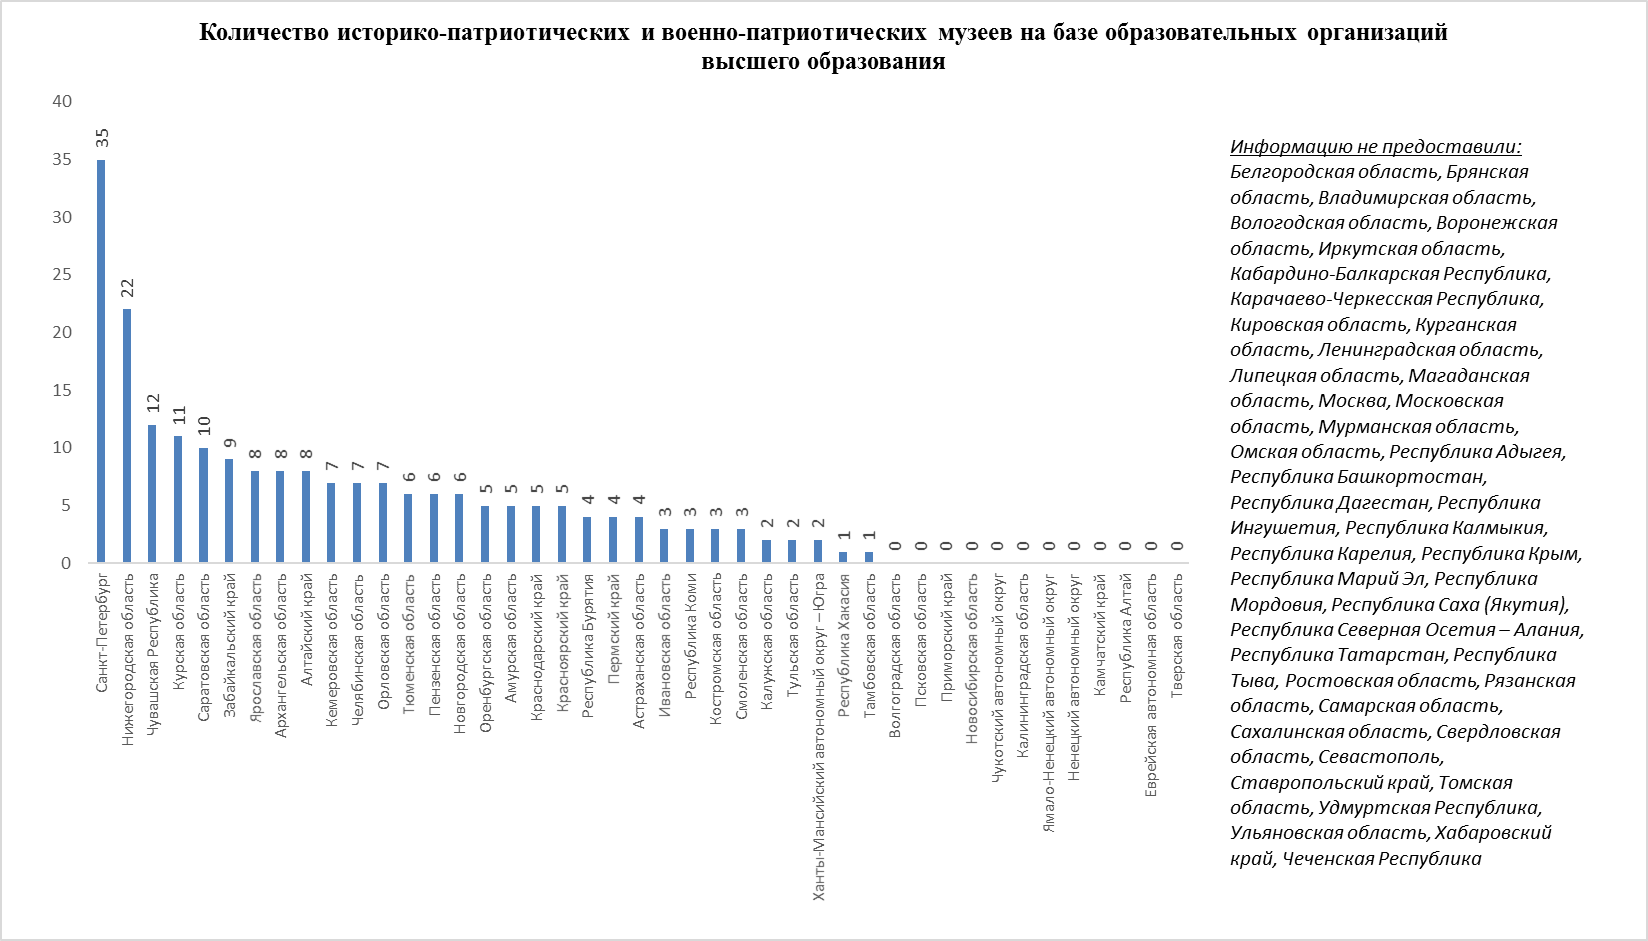 Количество историко-патриотических и военно-патриотических музеев на базе образовательных организаций
высшего образования
40
35
30
25
20
15
10
5
0
35
22
12
11
10
9
8
8
8
7
7
7
6
6
6
5
5
5
5
4
4
4
3
3
3
3
2
2
2
1
1
0
0
0
0
0
0
0
0
0
0
0
0
Санкт-Петербург
Нижегородская область
Чувашская Республика
Курская область
Саратовская область
Забайкальский край
Ярославская область
Архангельская область
Алтайский край
Кемеровская область
Челябинская область
Орловская область
Тюменская область
Пензенская область
Новгородская область
Оренбургская область
Амурская область
Краснодарский край
Красноярский край
Республика Бурятия
Пермский край
Астраханская область
Ивановская область
Республика Коми
Костромская область
Смоленская область
Калужская область
Тульская область
Ханты-Мансийский автономный округ – Югра
Республика Хакасия
Тамбовская область
Волгоградская область
Псковская область
Приморский край
Новосибирская область
Чукотский автономный округ
Калининградская область
Ямало-Ненецкий автономный округ
Ненецкий автономный округ
Камчатский край
Республика Алтай
Еврейская автономная область
Тверская область
Информацию не предоставили:
Белгородская область, Брянская
область, Владимирская область,
Вологодская область, Воронежская
область, Иркутская область,
Кабардино-Балкарская Республика,
Карачаево-Черкесская Республика,
Кировская область, Курганская
область, Ленинградская область,
Липецкая область, Магаданская
область, Москва, Московская
область, Мурманская область,
Омская область, Республика Адыгея,
Республика Башкортостан,
Республика Дагестан, Республика
Ингушетия, Республика Калмыкия,
Республика Карелия, Республика Крым,
Республика Марий Эл, Республика
Мордовия, Республика Саха (Якутия),
Республика Северная Осетия – Алания,
Республика Татарстан, Республика
Тыва, Ростовская область, Рязанская
область, Самарская область,
Сахалинская область, Свердловская
область, Севастополь,
Ставропольский край, Томская
область, Удмуртская Республика,
Ульяновская область, Хабаровский
край, Чеченская Республика